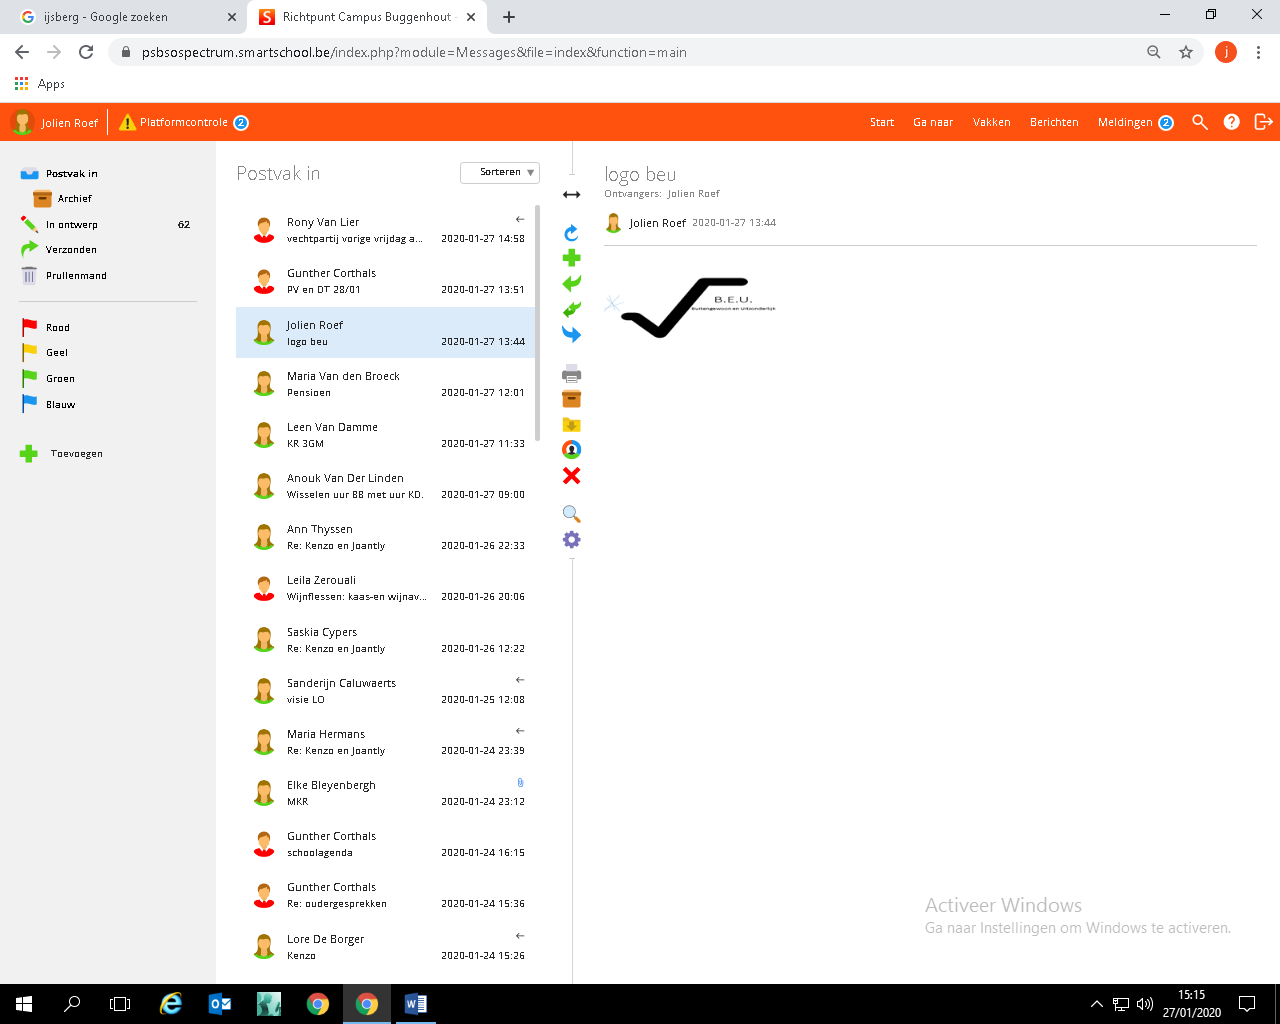 ijsberg - Google zoeken
Richtpunt Campus Buggenhout -
psbsospectrum.smartschool.be/index.php?module=Messages&file=index&function=main
j
Apps
Jolien Roef
Platformcontrole 2
Start
Ga naar
Vakken
Berichten
Meldingen 2
Postvak in
Archief
In ontwerp 62
Verzonden
Prullenmand
Rood
Geel
Groen
Blauw
Toevoegen
Postvak in
Sorteren
Rony Van Lier
vechtpartij vorige vrijdag a... 2020-01-27 14:58
Gunther Corthals
PV en DT 28/01 2020-01-27 13:51
Jolien Roef
logo beu 2020-01-27 13:44
Maria Van den Broeck
Pensioen 2020-01-27 12:01
Leen Van Damme
KR 3GM 2020-01-27 11:33
Anouk Van Der Linden
Wisselen uur BB met uur KD. 2020-01-27 09:00
Ann Thyssen
Re: Kenzo en Joantly 2020-01-26 22:33
Leila Zerouali
Wijnflessen: kaas-en wijnav... 2020-01-26 20:06
Saskia Cypers
Re: Kenzo en Joantly 2020-01-26 12:22
Sanderijn Caluwaerts
visie LO 2020-01-25 12:08
Maria Hermans
Re: Kenzo en Joantly 2020-01-24 23:39
Elke Bleyenbergh
MKR 2020-01-24 23:12
Gunther Corthals
schoolagenda 2020-01-24 16:15
Gunther Corthals
Re: oudergesprekken 2020-01-24 15:36
Lore De Borger
Kenzo 2020-01-24 15:26
logo beu
Ontvangers: Jolien Roef
Jolien Roef 2020-01-27 13:44
B.E.U.
Buitengewoon en Uitzonderlijk
Activeer Windows
Ga naar Instellingen om Windows te activeren.
15:15
27/01/2020